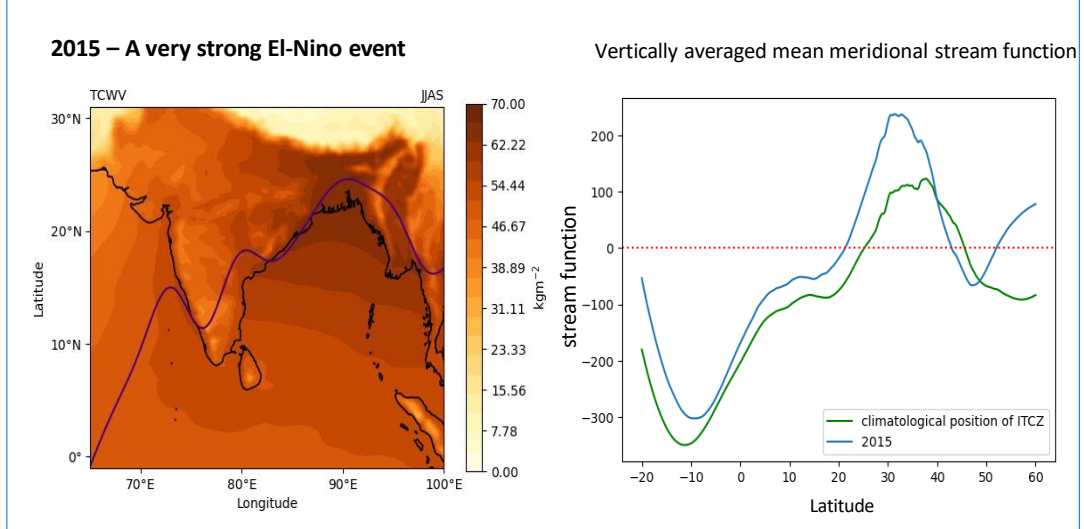 2015 – A very strong El-Nino event
Vertically averaged mean meridional stream function
TCWV
JJAS
30°N
20°N
10°N
0°
Latitude
70°E
80°E
90°E
100°E
Longitude
70.00
62.22
54.44
46.67
38.89
31.11
23.33
15.56
7.78
0.00
kgm⁻²
200
100
0
−100
−200
−300
stream function
climatological position of ITCZ
2015
−20
−10
0
10
20
30
40
50
60
Latitude